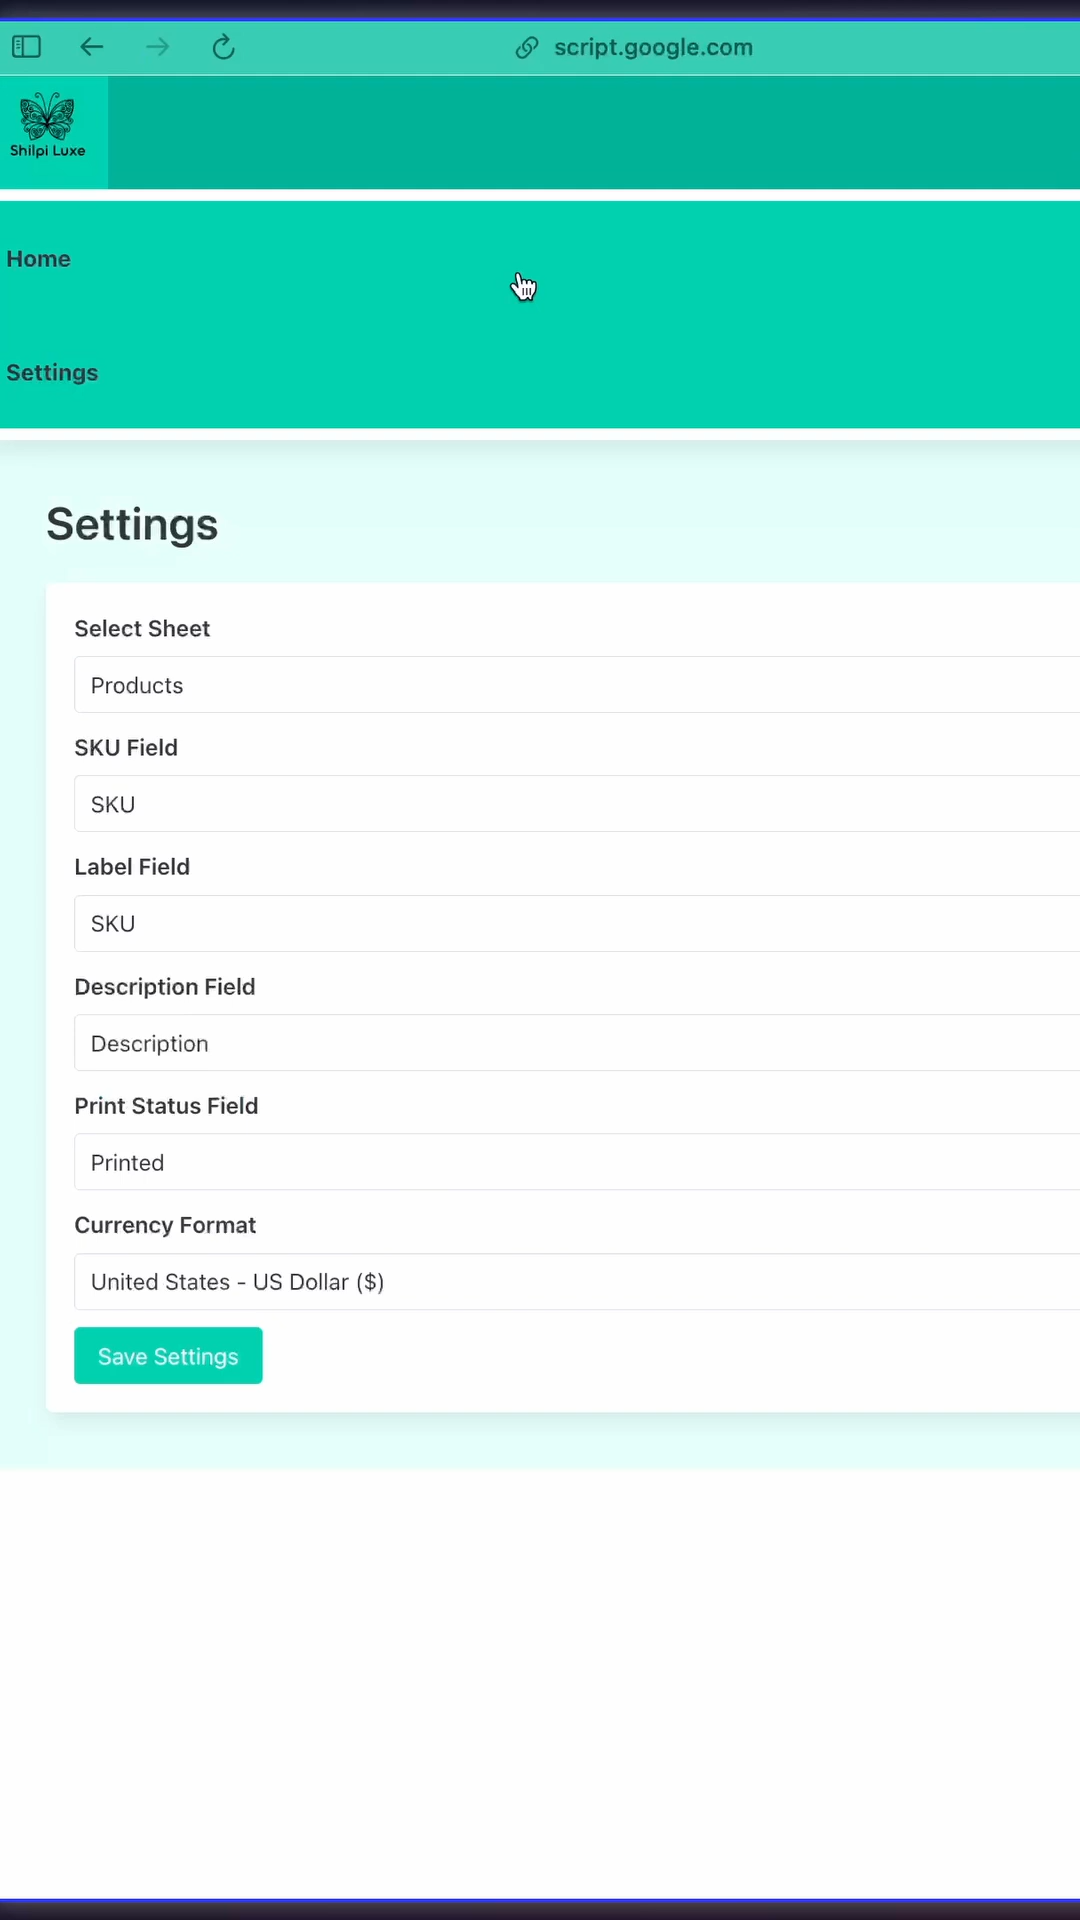 script.google.com
Shilpi Luxe
Home
Settings
Settings
Select Sheet
Products
SKU Field
SKU
Label Field
SKU
Description Field
Description
Print Status Field
Printed
Currency Format
United States - US Dollar ($)
Save Settings